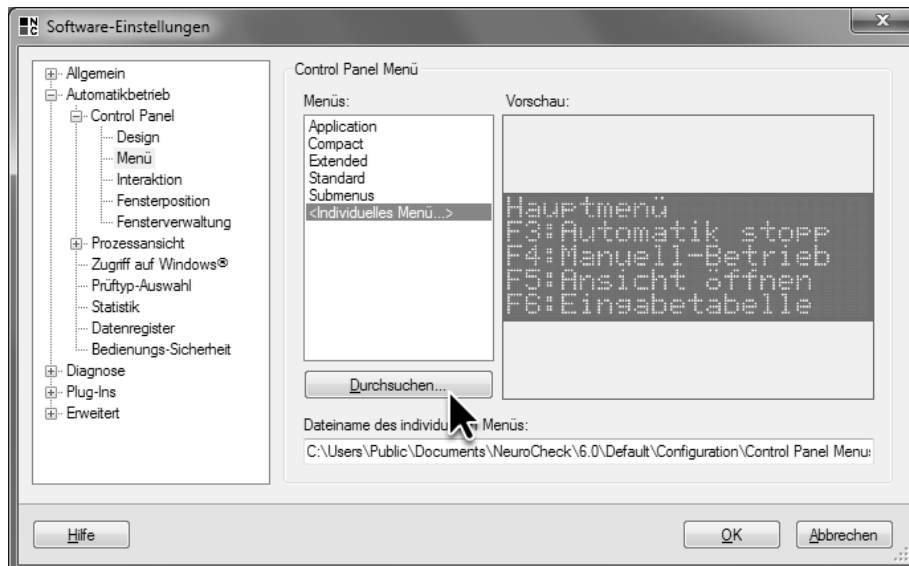 Software-Einstellungen
Allgemein
Automatikbetrieb
Control Panel
Design
Menü
Interaktion
Fensterposition
Fensterverwaltung
Prozessansicht
Zugriff auf Windows®
Prüftyp-Auswahl
Statistik
Datenregister
Bedienungs-Sicherheit
Diagnose
Plug-Ins
Erweitert
Control Panel Menü
Menüs:
Application
Compact
Extended
Standard
Submenus
<Individuelles Menü...>
Durchsuchen...
Vorschau:
Hauptmenü
F3:Automatik stopp
F4:Manuell-Betrieb
F5:Ansicht öffnen
F6:Eingabetabelle
Dateiname des Menüs:
C:\Users\Public\Documents\NeuroCheck\6.0\Default\Configuration\Control Panel Menu
Hilfe
OK
Abbrechen